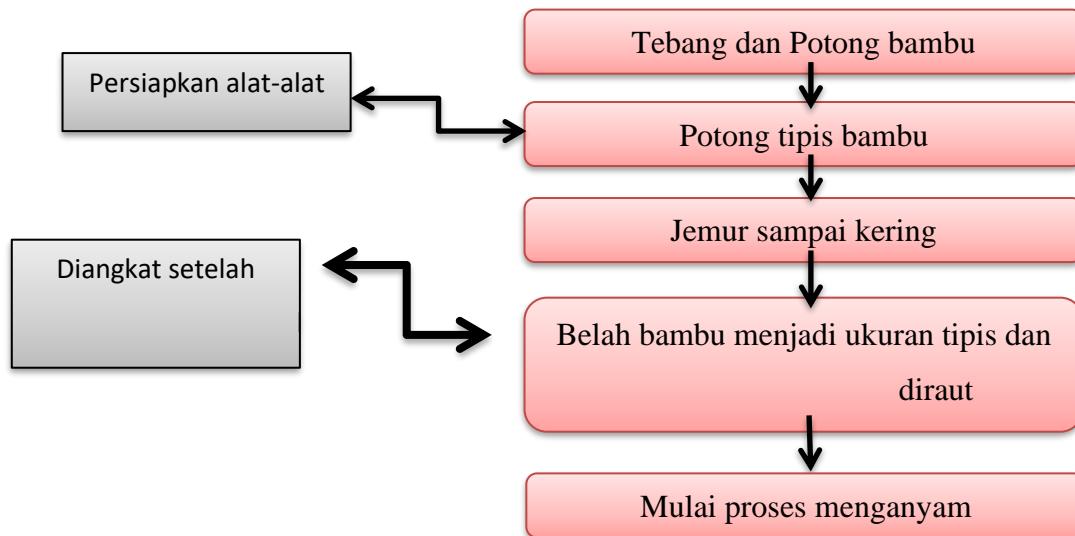 Tebang dan Potong bambu
Persiapkan alat-alat
Potong tipis bambu
Jemur sampai kering
Diangkat setelah
Belah bambu menjadi ukuran tipis dan
diraut
Mulai proses menganyam